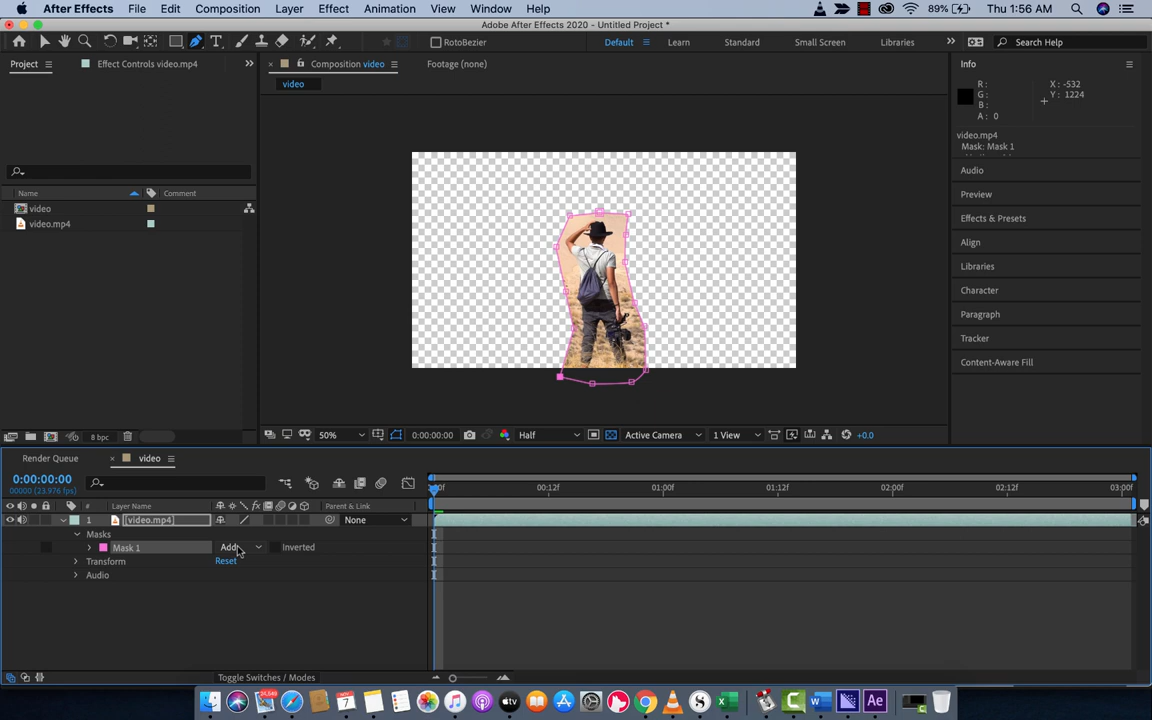 After Effects File Edit Composition Layer Effect Animation View Window Help 89% Thu 1:56 AM
Adobe After Effects 2020 - Untitled Project *
RotoBezier Default Learn Standard Small Screen Libraries Search Help
Project Effect Controls video.mp4 Composition video Footage (none) Info
video
R: X: -532
G: Y: 1224
B:
A: 0
video.mp4
Mask: Mask 1
Audio
Name Comment Preview
video
video.mp4 Effects & Presets
Align
Libraries
Character
Paragraph
Tracker
Content-Aware Fill
8 bpc 50% 0:00:00:00 Half Active Camera 1 View +0.0
Render Queue video
0:00:00:00
00000 (23.976 fps) :00f 00:12f 01:00f 01:12f 02:00f 02:12f 03:00f
# Layer Name Parent & Link
1 [video.mp4] None
Masks
Mask 1 Add Inverted
Transform Reset
Audio
Toggle Switches / Modes